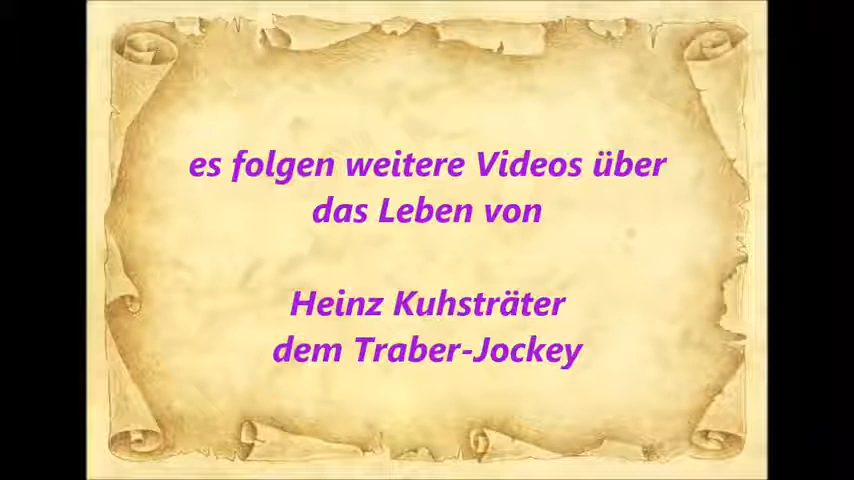 es folgen weitere Videos über
das Leben von
Heinz Kuhsträter
dem Traber-Jockey